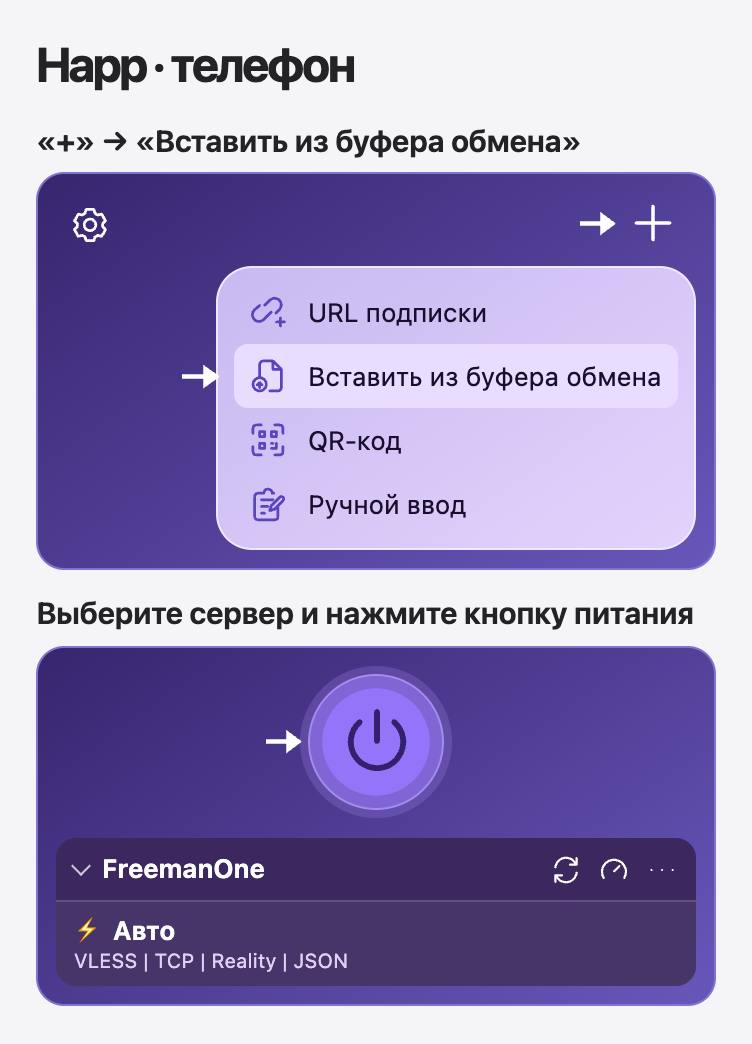 Happ · телефон
«+» → «Вставить из буфера обмена»
URL подписки
Вставить из буфера обмена
QR-код
Ручной ввод
Выберите сервер и нажмите кнопку питания
FreemanOne
⚡ Авто
VLESS | TCP | Reality | JSON